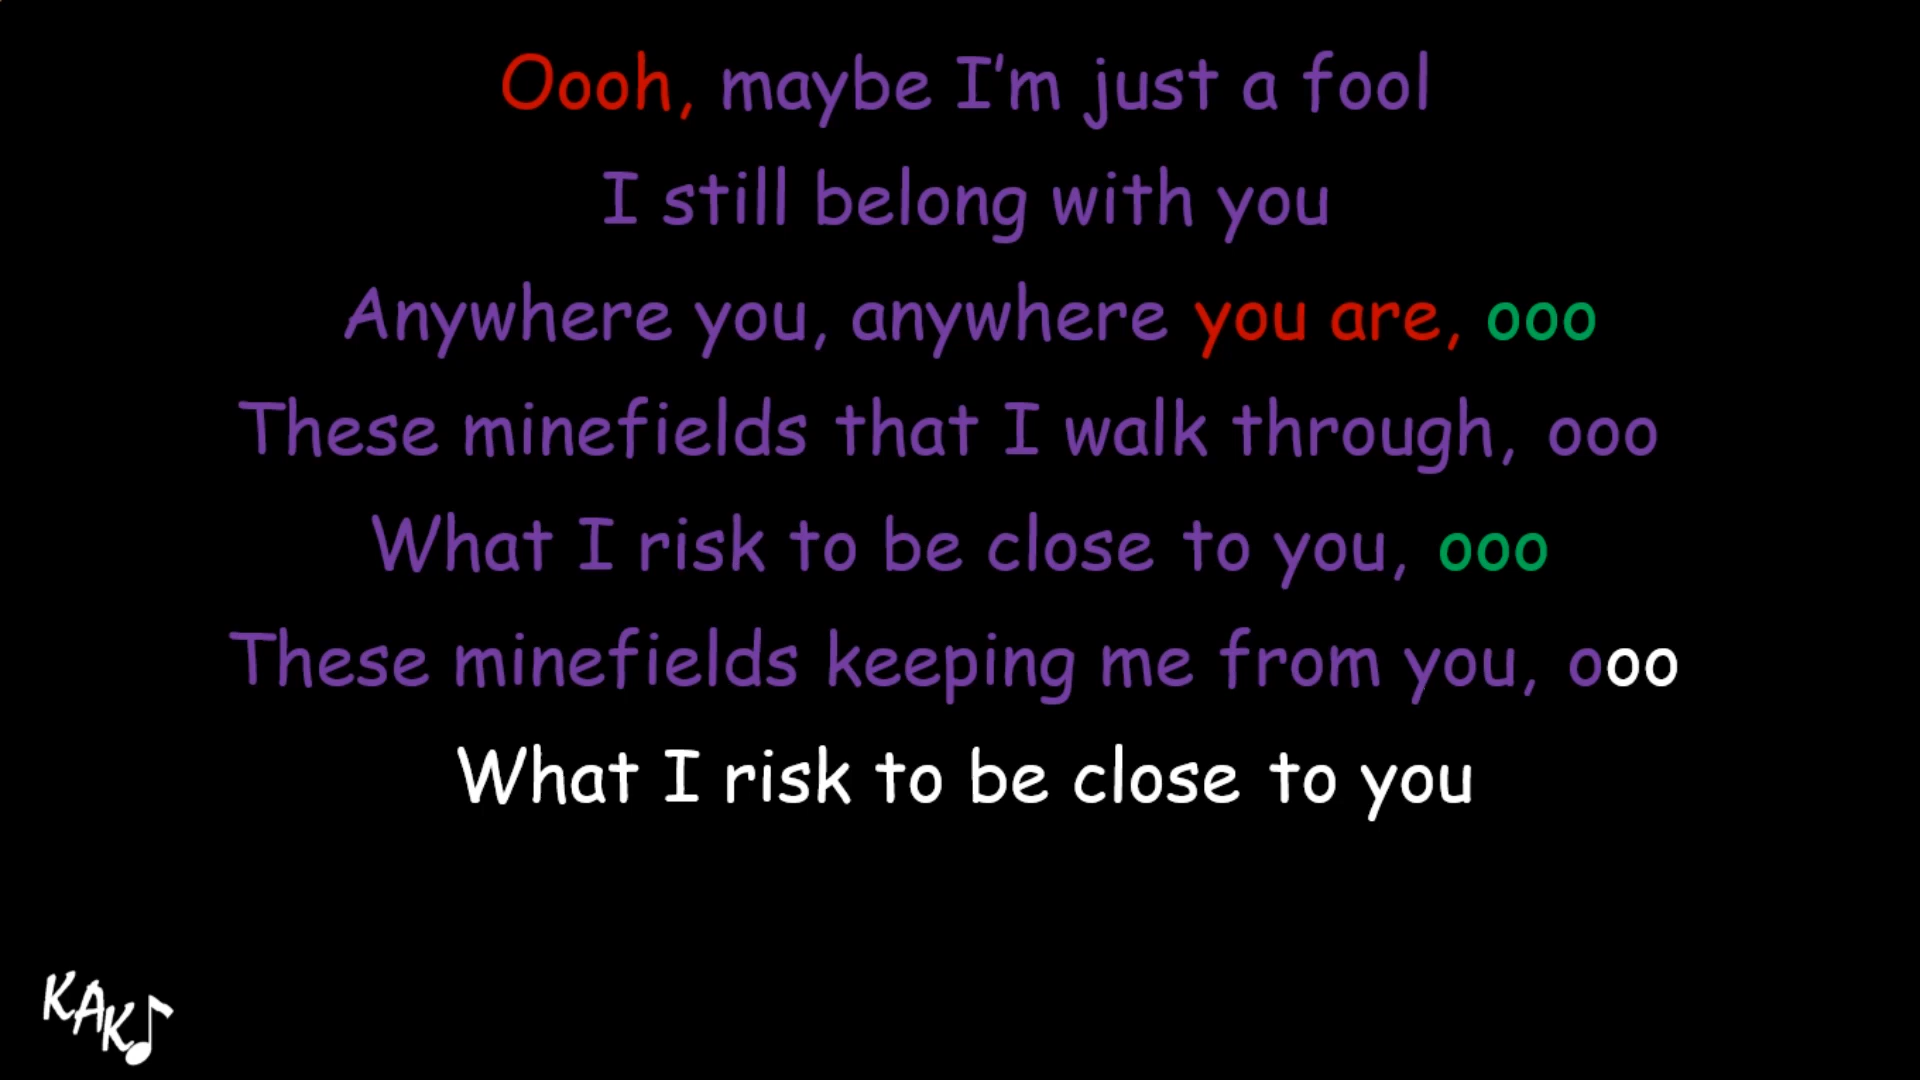 Oooh, maybe I'm just a fool
I still belong with you
Anywhere you, anywhere you are, ooo
These minefields that I walk through, ooo
What I risk to be close to you, ooo
These minefields keeping me from you, ooo
What I risk to be close to you
KAK